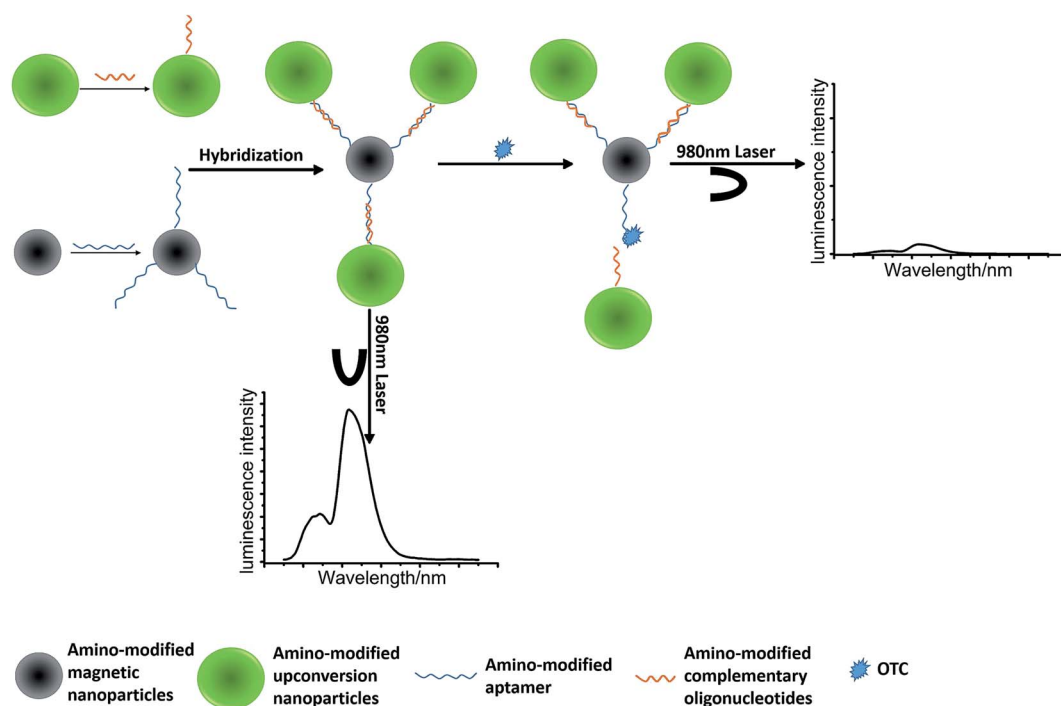 Hybridization
980nm Laser
luminescence intensity
Wavelength/nm
980nm Laser
luminescence intensity
Wavelength/nm
Amino-modified
magnetic
nanoparticles
Amino-modified
upconversion
nanoparticles
Amino-modified
aptamer
Amino-modified
complementary
oligonucleotides
OTC